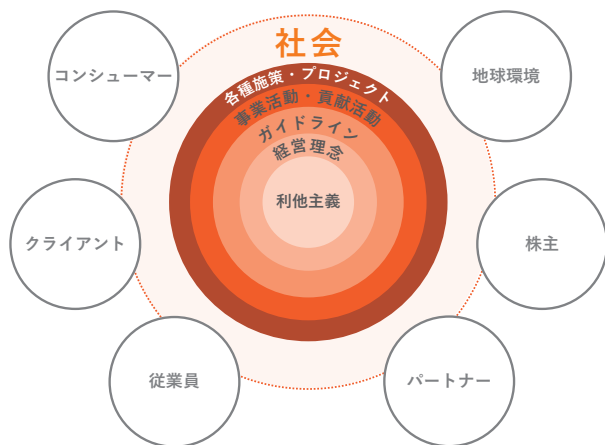 社会
コンシューマー
地球環境
各種施策・プロジェクト
事業活動・貢献活動
ガイドライン
経営理念
利他主義
クライアント
株主
従業員
パートナー